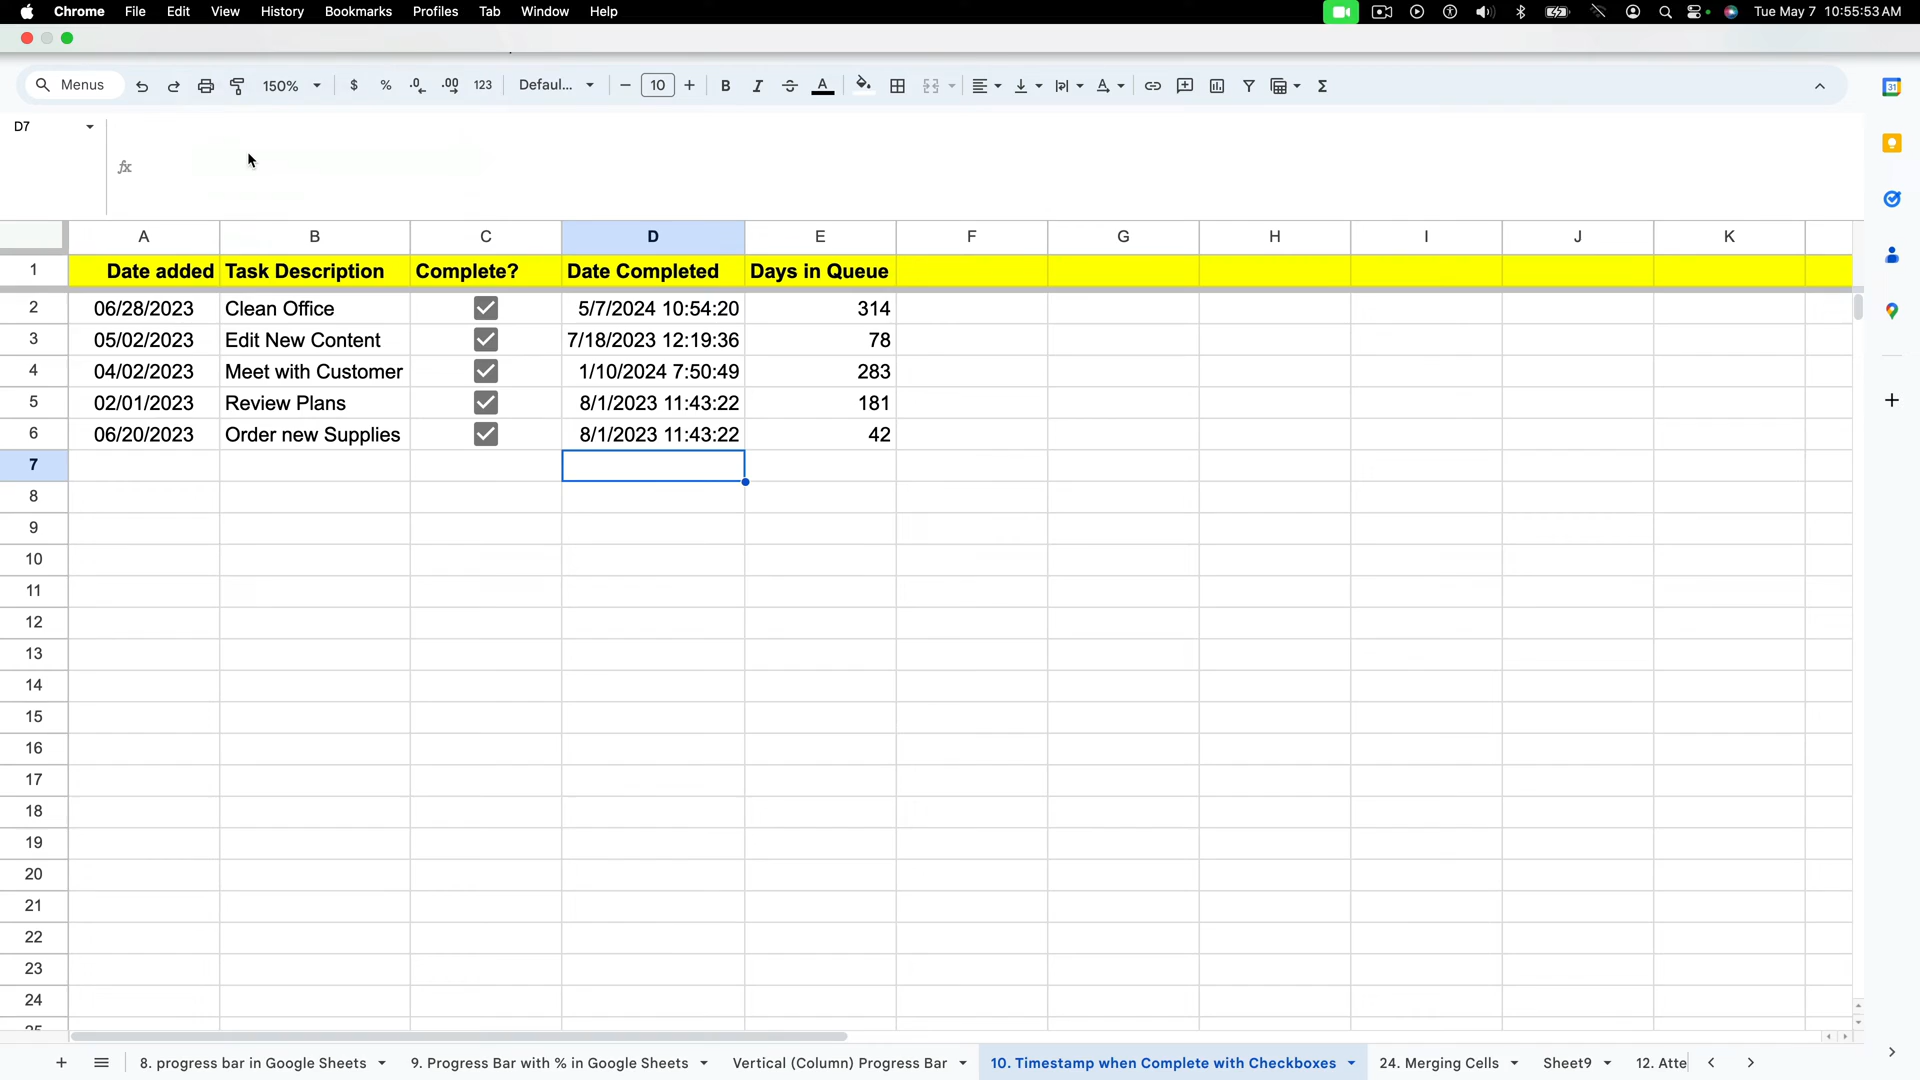 Chrome File Edit View History Bookmarks Profiles Tab Window Help Tue May 7 10:55:53 AM
Menus 150% $ % .0 .00 123 Defaul... 10 B I A A Σ 31
D7
fx
A B C D E F G H I J K
1 Date added Task Description Complete? Date Completed Days in Queue
2 06/28/2023 Clean Office 5/7/2024 10:54:20 314
3 05/02/2023 Edit New Content 7/18/2023 12:19:36 78
4 04/02/2023 Meet with Customer 1/10/2024 7:50:49 283
5 02/01/2023 Review Plans 8/1/2023 11:43:22 181
6 06/20/2023 Order new Supplies 8/1/2023 11:43:22 42
7
8
9
10
11
12
13
14
15
16
17
18
19
20
21
22
23
24
25
8. progress bar in Google Sheets 9. Progress Bar with % in Google Sheets Vertical (Column) Progress Bar 10. Timestamp when Complete with Checkboxes 24. Merging Cells Sheet9 12. Atte